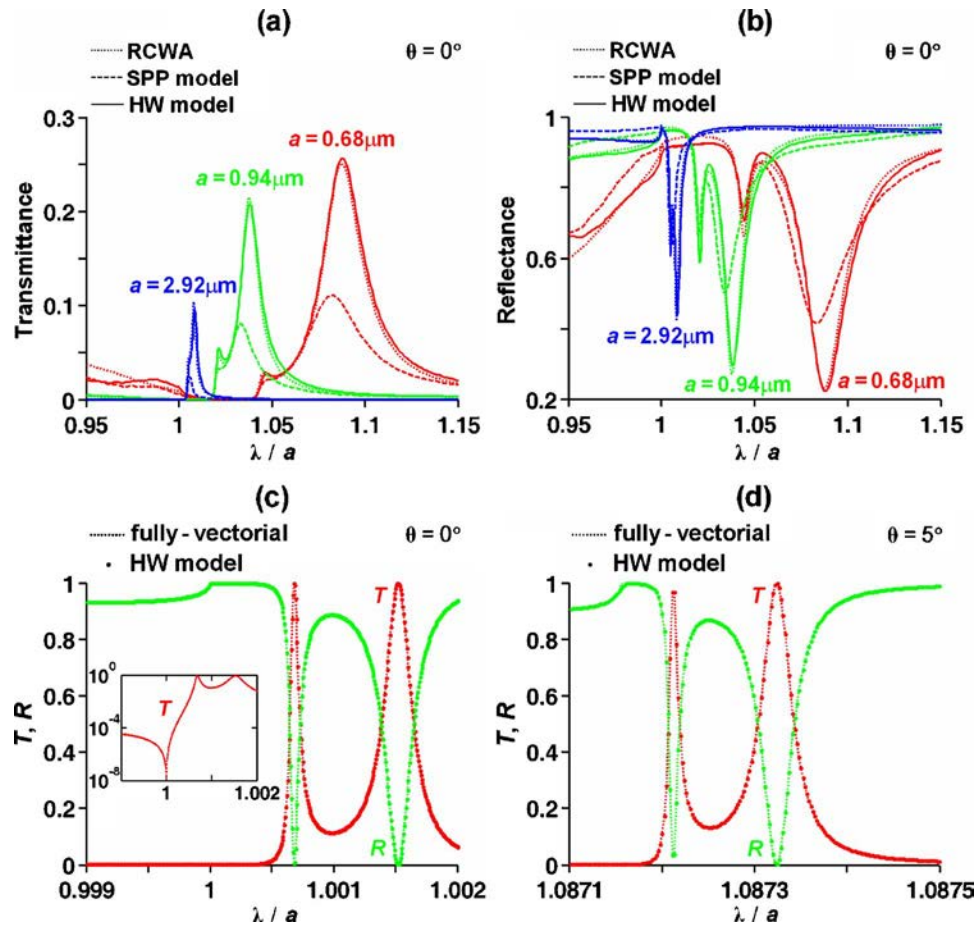 (a)
RCWA
SPP model
HW model
θ = 0°
a = 0.68μm
a = 0.94μm
a = 2.92μm
Transmittance
0.3
0.2
0.1
0
0.95 1 1.05 1.1 1.15
λ / a
(b)
RCWA
SPP model
HW model
θ = 0°
a = 2.92μm
a = 0.94μm
a = 0.68μm
Reflectance
1
0.6
0.2
0.95 1 1.05 1.1 1.15
λ / a
(c)
fully - vectorial
HW model
θ = 0°
T
R
T, R
1
0.8
0.6
0.4
0.2
0
10⁰
10⁻⁴
10⁻⁸
T
1 1.002
0.999 1 1.001 1.002
λ / a
(d)
fully - vectorial
HW model
θ = 5°
T
R
T, R
1
0.8
0.6
0.4
0.2
0
1.0871 1.0873 1.0875
λ / a